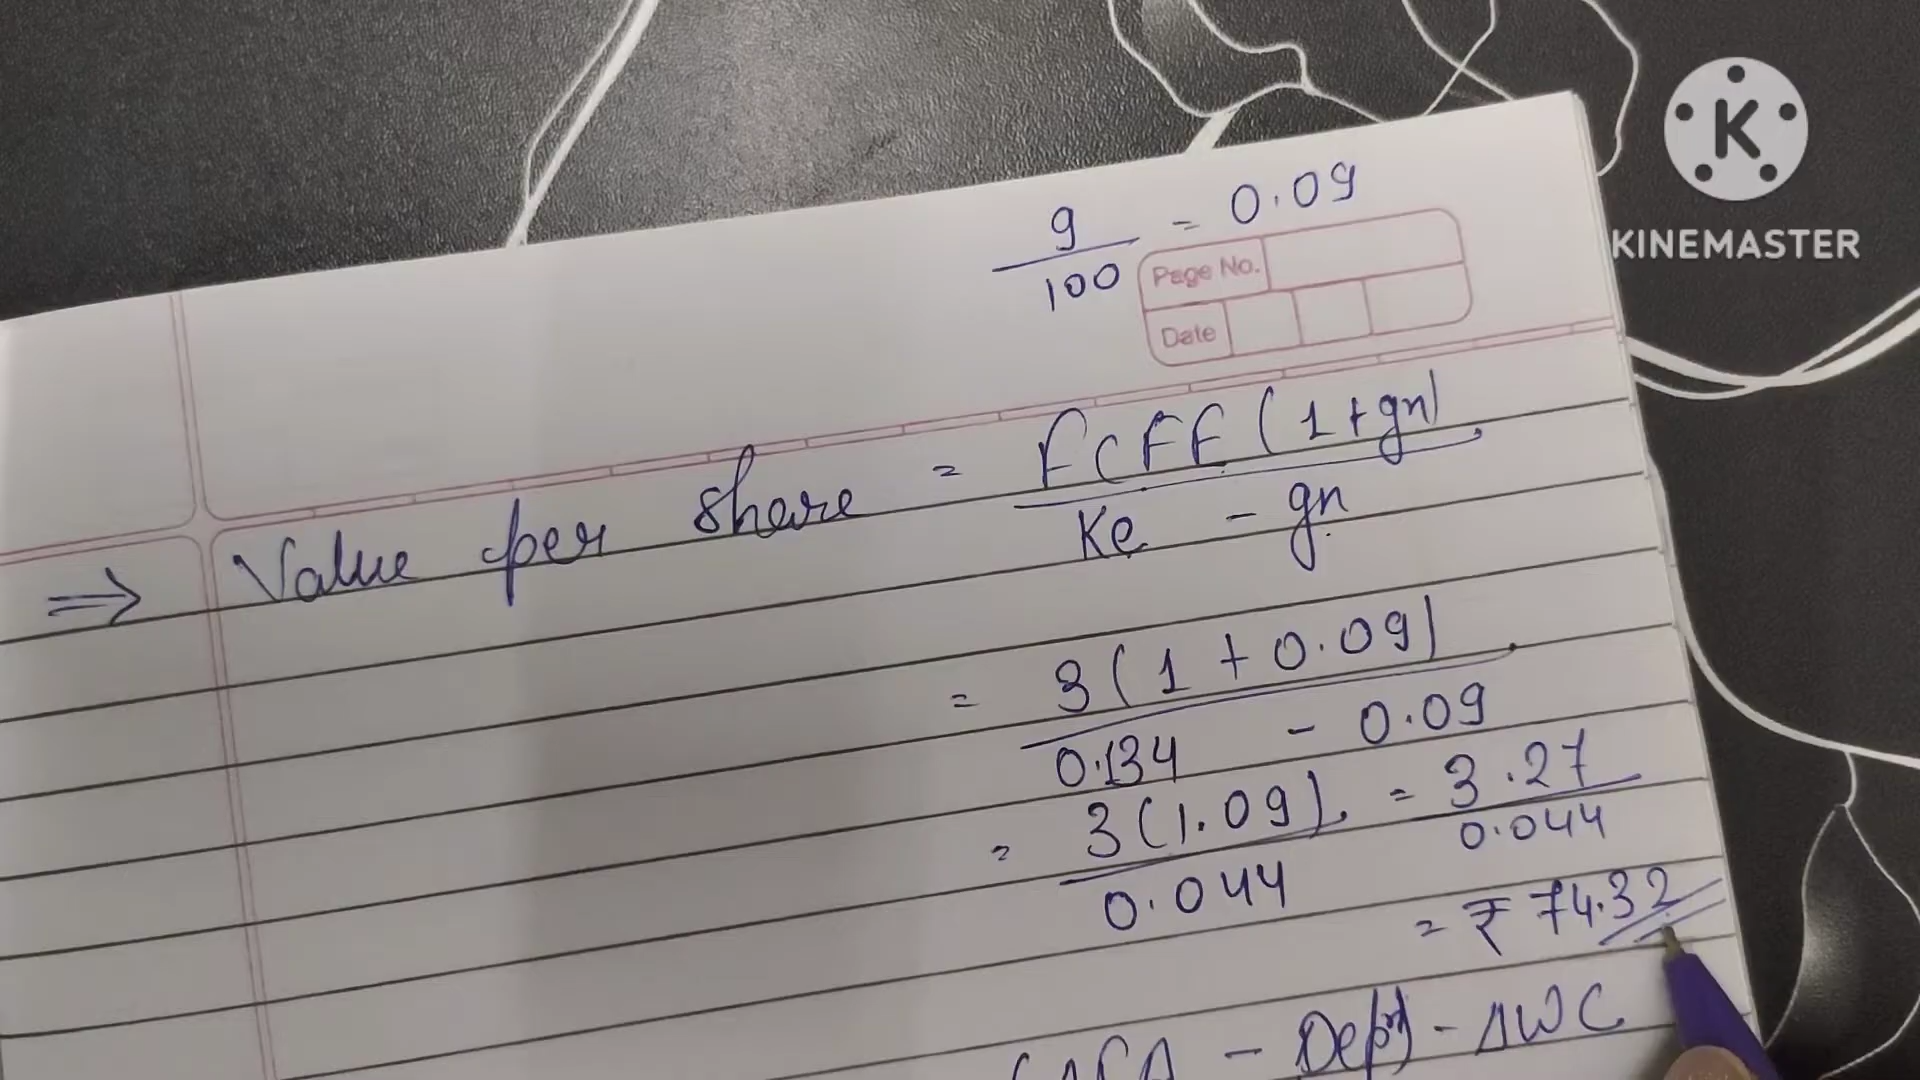 9/100 = 0.09
KINEMASTER
Page No.
Date
⇒ Value per share = FCFF (1 + gn) / Ke - gn
= 3 (1 + 0.09) / 0.134 - 0.09
= 3 (1.09) / 0.044 = 3.27 / 0.044
= ₹ 74.32
- Depn) - ΔWC